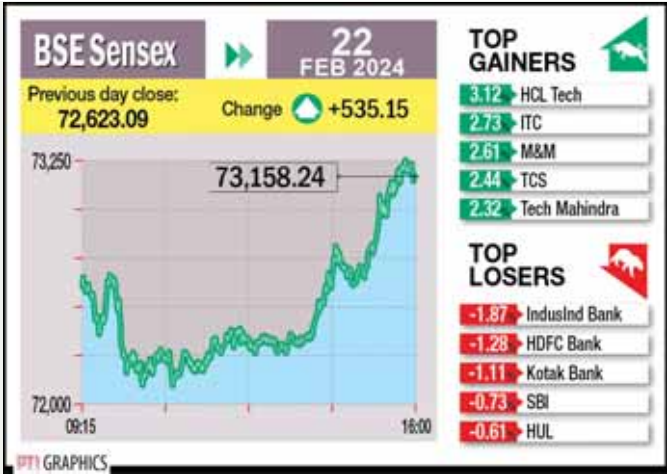 BSE Sensex
22
FEB 2024
Previous day close:
72,623.09
Change +535.15
73,250
73,158.24
72,000
09:15
16:00
TOP
GAINERS
3.12% HCL Tech
2.73% ITC
2.61% M&M
2.44% TCS
2.32% Tech Mahindra
TOP
LOSERS
-1.87% IndusInd Bank
-1.28% HDFC Bank
-1.11% Kotak Bank
-0.73% SBI
-0.61% HUL
PTI GRAPHICS